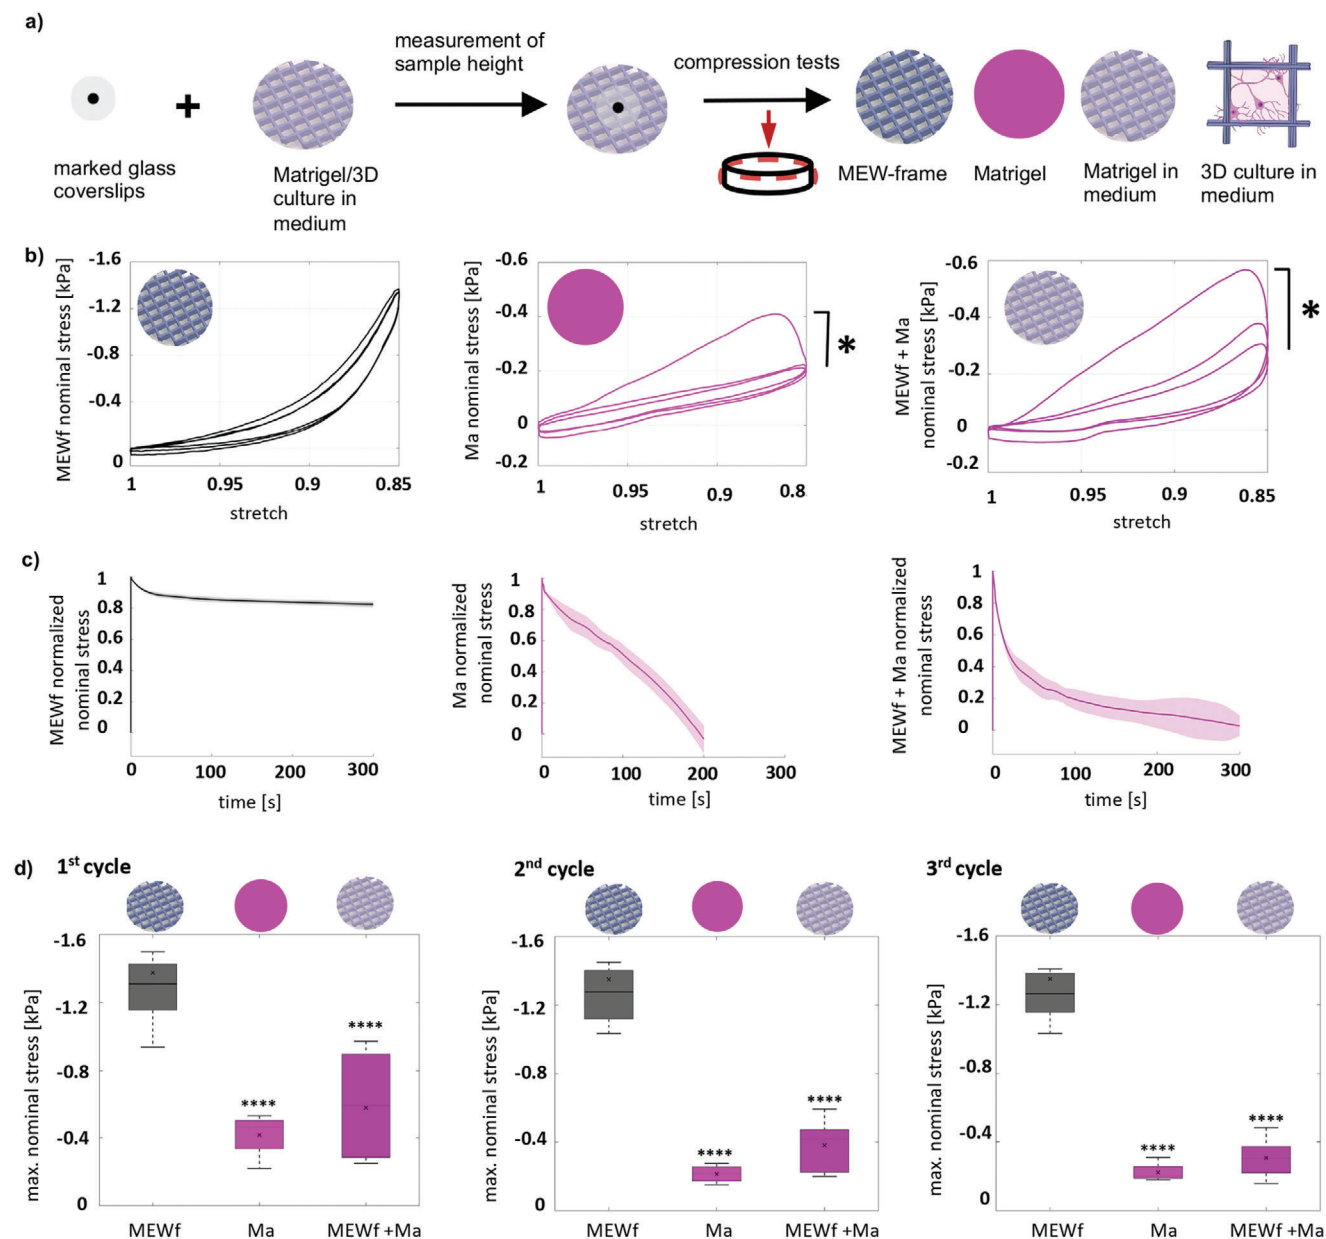 a)
measurement of
sample height
compression tests
+
marked glass
coverslips
Matrigel/3D
culture in
medium
MEW-frame
Matrigel
Matrigel in
medium
3D culture in
medium
b)
MEWf nominal stress [kPa]
-1.6
-1.2
-0.8
-0.4
0
1
0.95
0.9
0.85
stretch
Ma nominal stress [kPa]
-0.6
-0.4
-0.2
0
-0.2
1
0.95
0.9
0.8
stretch
*
MEWf + Ma
nominal stress [kPa]
-0.6
-0.4
-0.2
0
-0.2
1
0.95
0.9
0.85
stretch
*
c)
MEWf normalized
nominal stress
1
0.8
0.6
0.4
0.2
0
0
100
200
300
time [s]
Ma normalized
nominal stress
1
0.8
0.6
0.4
0.2
0
0
100
200
300
time [s]
MEWf + Ma normalized
nominal stress
1
0.8
0.6
0.4
0.2
0
0
100
200
300
time [s]
d)
1st cycle
max. nominal stress [kPa]
-1.6
-1.2
-0.8
-0.4
0
****
****
MEWf
Ma
MEWf +Ma
2nd cycle
max. nominal stress [kPa]
-1.6
-1.2
-0.8
-0.4
0
****
****
MEWf
Ma
MEWf +Ma
3rd cycle
max. nominal stress [kPa]
-1.6
-1.2
-0.8
-0.4
0
****
****
MEWf
Ma
MEWf +Ma